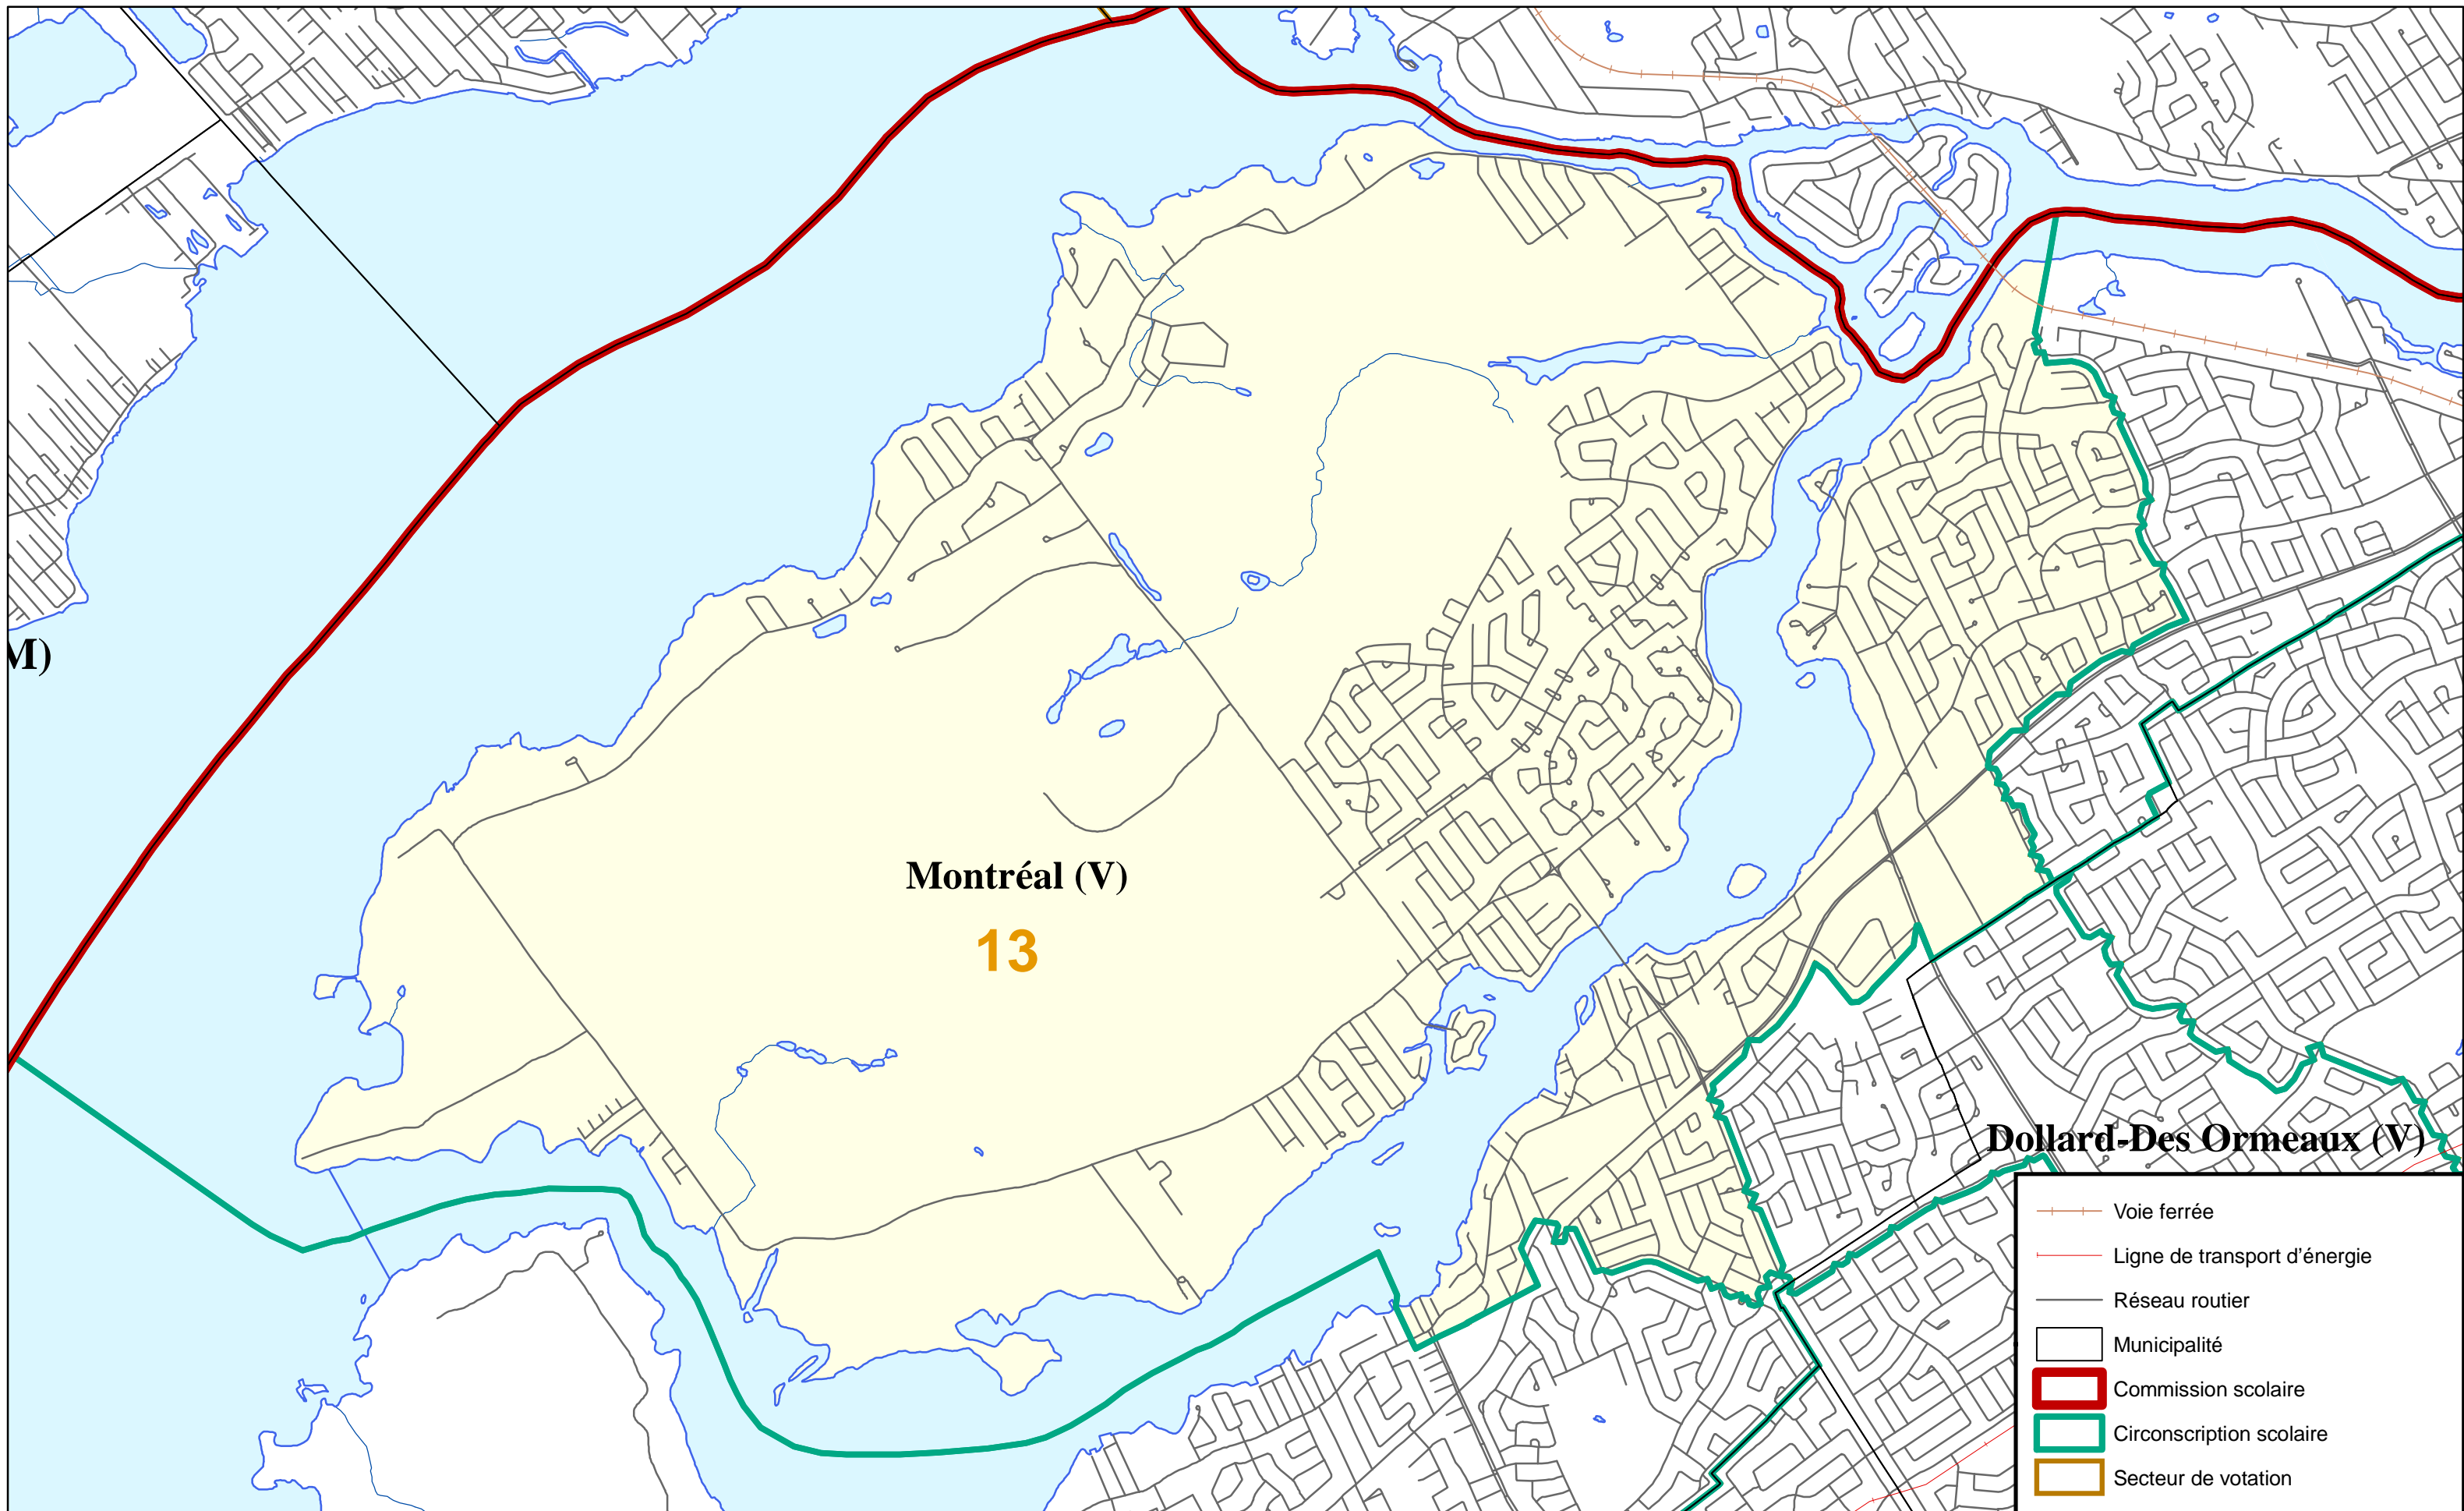 M)
Montréal (V)
13
Dollard-Des Ormeaux (V)
Voie ferrée
Ligne de transport d'énergie
Réseau routier
Municipalité
Commission scolaire
Circonscription scolaire
Secteur de votation